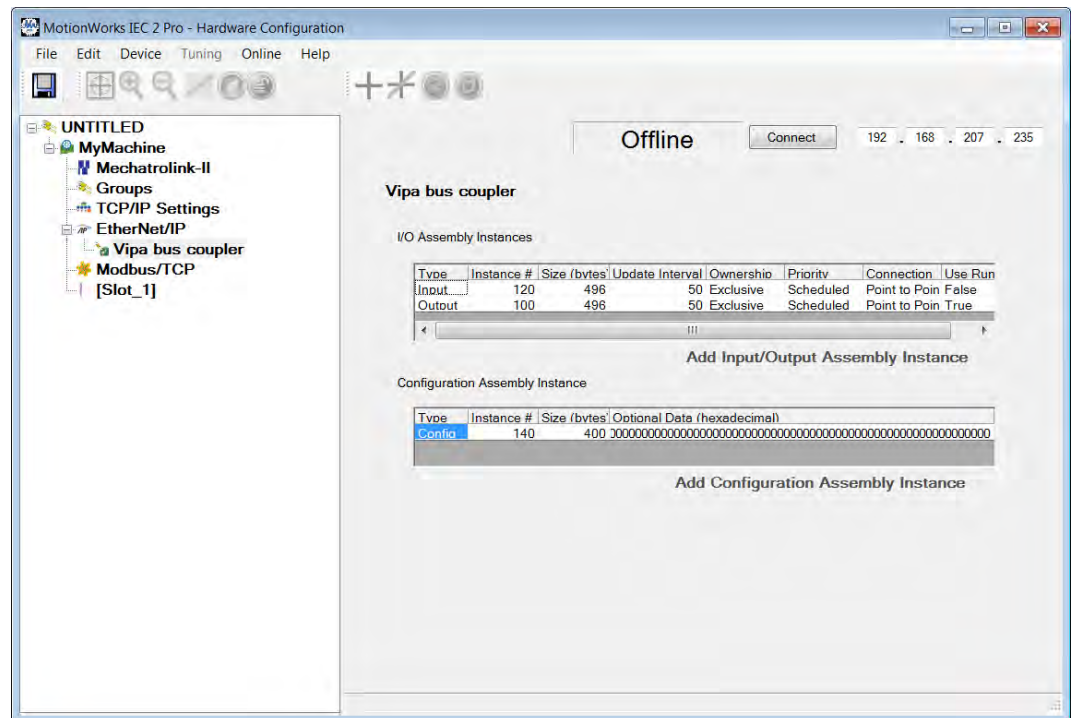 MotionWorks IEC 2 Pro - Hardware Configuration
File Edit Device Tuning Online Help
UNTITLED
MyMachine
Mechatrolink-II
Groups
TCP/IP Settings
EtherNet/IP
Vipa bus coupler
Modbus/TCP
[Slot_1]
Offline Connect 192 . 168 . 207 . 235
Vipa bus coupler
I/O Assembly Instances
Type Instance # Size (bytes) Update Interval Ownership Priority Connection Use Run
Input 120 496 50 Exclusive Scheduled Point to Poin False
Output 100 496 50 Exclusive Scheduled Point to Poin True
Add Input/Output Assembly Instance
Configuration Assembly Instance
Type Instance # Size (bytes) Optional Data (hexadecimal)
Config 140 400
Add Configuration Assembly Instance